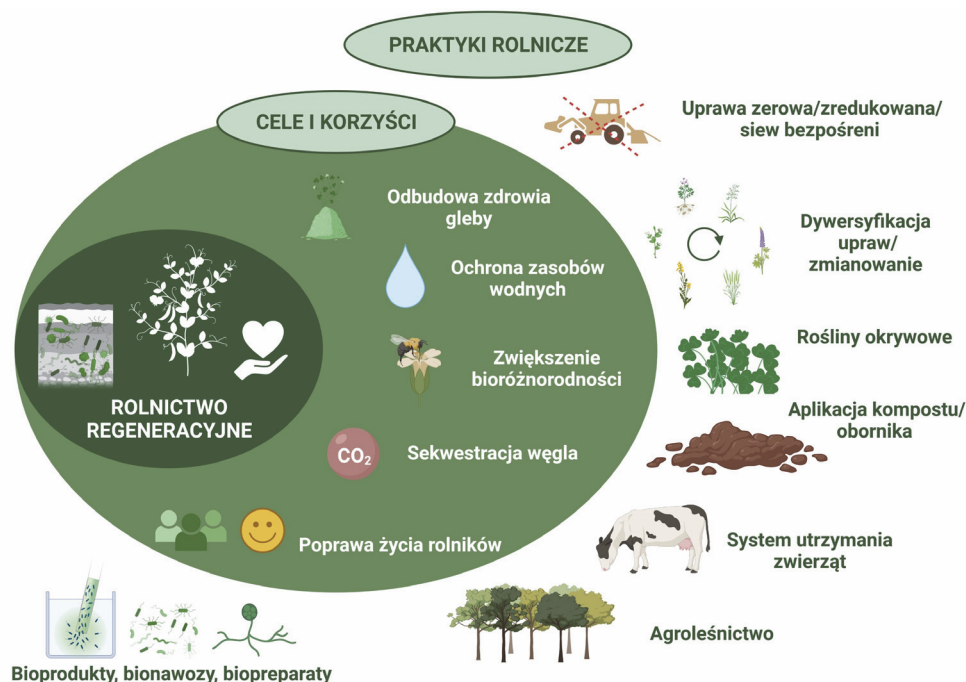 PRAKTYKI ROLNICZE
CELE I KORZYŚCI
Uprawa zerowa/zredukowana/
siew bezpośreni
Odbudowa zdrowia
gleby
Dywersyfikacja
upraw/
zmianowanie
Ochrona zasobów
wodnych
Zwiększenie
bioróżnorodności
Rośliny okrywowe
ROLNICTWO
REGENERACYJNE
Aplikacja kompostu/
obornika
CO₂
Sekwestracja węgla
Poprawa życia rolników
System utrzymania
zwierząt
Agroleśnictwo
Bioprodukty, bionawozy, biopreparaty